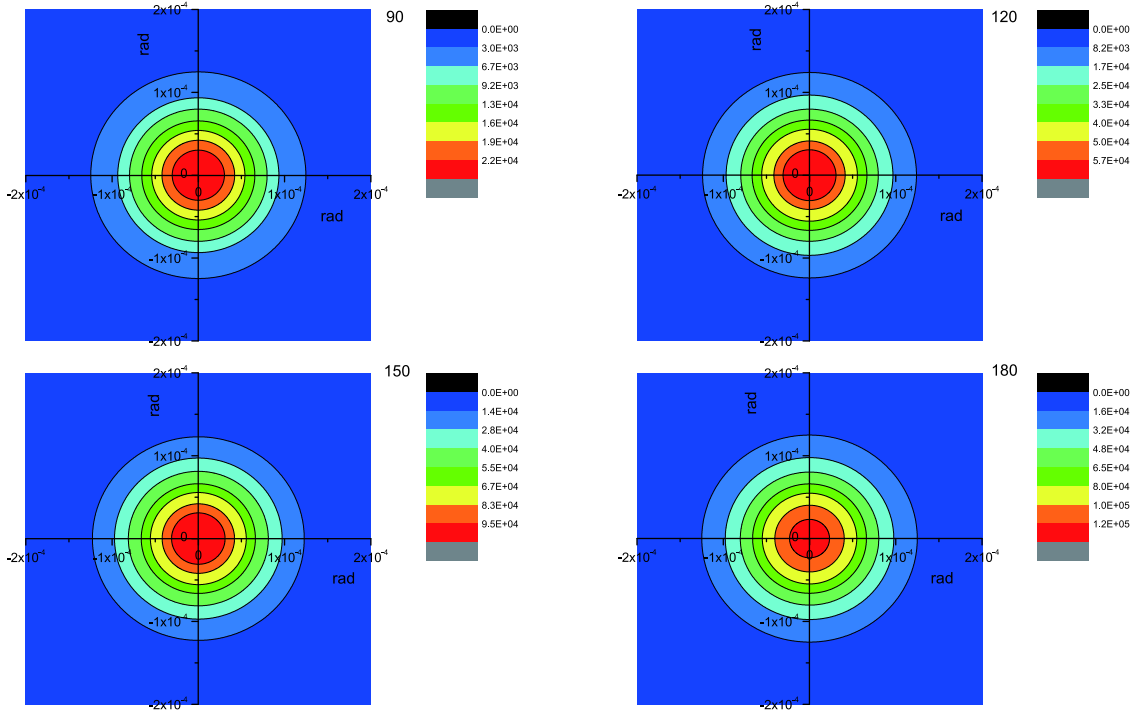 90
2x10⁻⁴
rad
1x10⁻⁴
0
-2x10⁻⁴ -1x10⁻⁴ 0 1x10⁻⁴ 2x10⁻⁴
rad
-1x10⁻⁴
-2x10⁻⁴
0.0E+00
3.0E+03
6.7E+03
9.2E+03
1.3E+04
1.6E+04
1.9E+04
2.2E+04
120
2x10⁻⁴
rad
1x10⁻⁴
0
-2x10⁻⁴ -1x10⁻⁴ 0 1x10⁻⁴ 2x10⁻⁴
rad
-1x10⁻⁴
-2x10⁻⁴
0.0E+00
8.2E+03
1.7E+04
2.5E+04
3.3E+04
4.0E+04
5.0E+04
5.7E+04
150
2x10⁻⁴
rad
1x10⁻⁴
0
-2x10⁻⁴ -1x10⁻⁴ 0 1x10⁻⁴ 2x10⁻⁴
rad
-1x10⁻⁴
-2x10⁻⁴
0.0E+00
1.4E+04
2.8E+04
4.0E+04
5.5E+04
6.7E+04
8.3E+04
9.5E+04
180
2x10⁻⁴
rad
1x10⁻⁴
0
-2x10⁻⁴ -1x10⁻⁴ 0 1x10⁻⁴ 2x10⁻⁴
rad
-1x10⁻⁴
-2x10⁻⁴
0.0E+00
1.6E+04
3.2E+04
4.8E+04
6.5E+04
8.0E+04
1.0E+05
1.2E+05